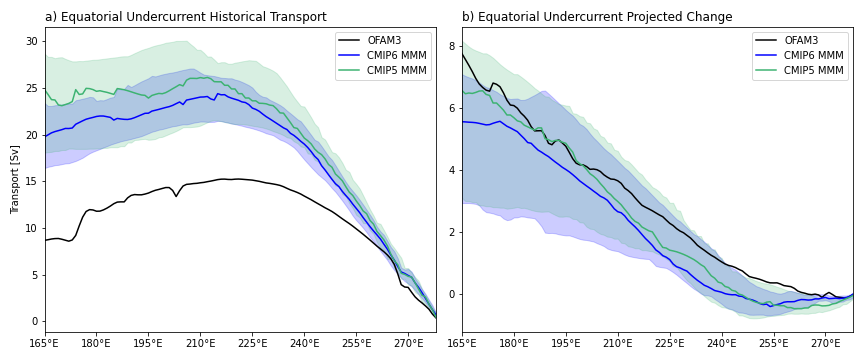 a) Equatorial Undercurrent Historical Transport
OFAM3
CMIP6 MMM
CMIP5 MMM
Transport [Sv]
30
25
20
15
10
5
0
165°E 180°E 195°E 210°E 225°E 240°E 255°E 270°E
b) Equatorial Undercurrent Projected Change
OFAM3
CMIP6 MMM
CMIP5 MMM
8
6
4
2
0
165°E 180°E 195°E 210°E 225°E 240°E 255°E 270°E